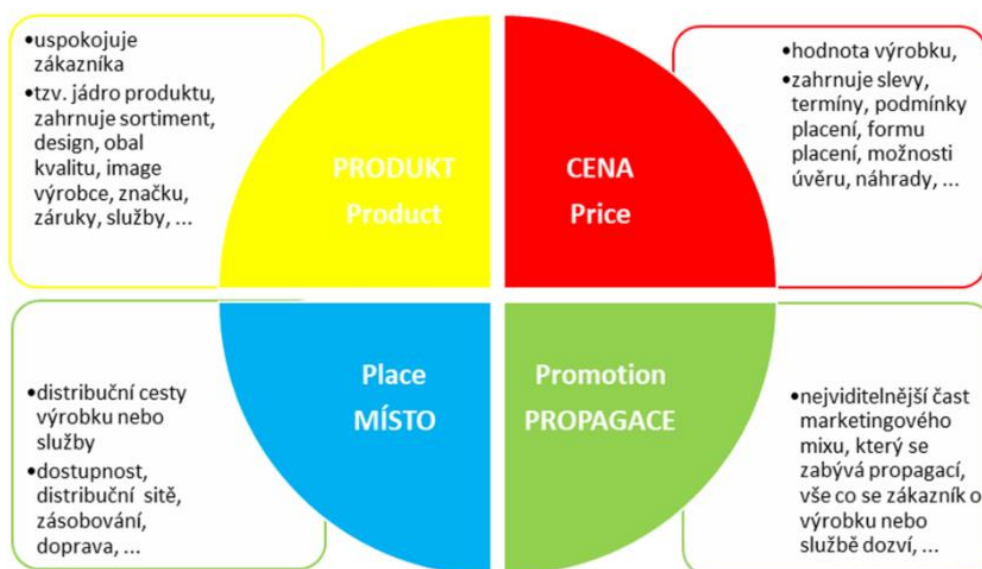 •uspokojuje
zákazníka
•tzv. jádro produktu,
zahrnuje sortiment,
design, obal
kvalitu, image
výrobce, značku,
záruky, služby, ...
PRODUKT
Product
CENA
Price
•hodnota výrobku,
•zahrnuje slevy,
termíny, podmínky
placení, formu
placení, možnosti
úvěru, náhrady, ...
•distribuční cesty
výrobku nebo
služby
•dostupnost,
distribuční sitě,
zásobování,
doprava, ...
Place
MÍSTO
Promotion
PROPAGACE
•nejviditelnější čast
marketingového
mixu, který se
zabývá propagací,
vše co se zákazník o
výrobku nebo
službě dozví, ...